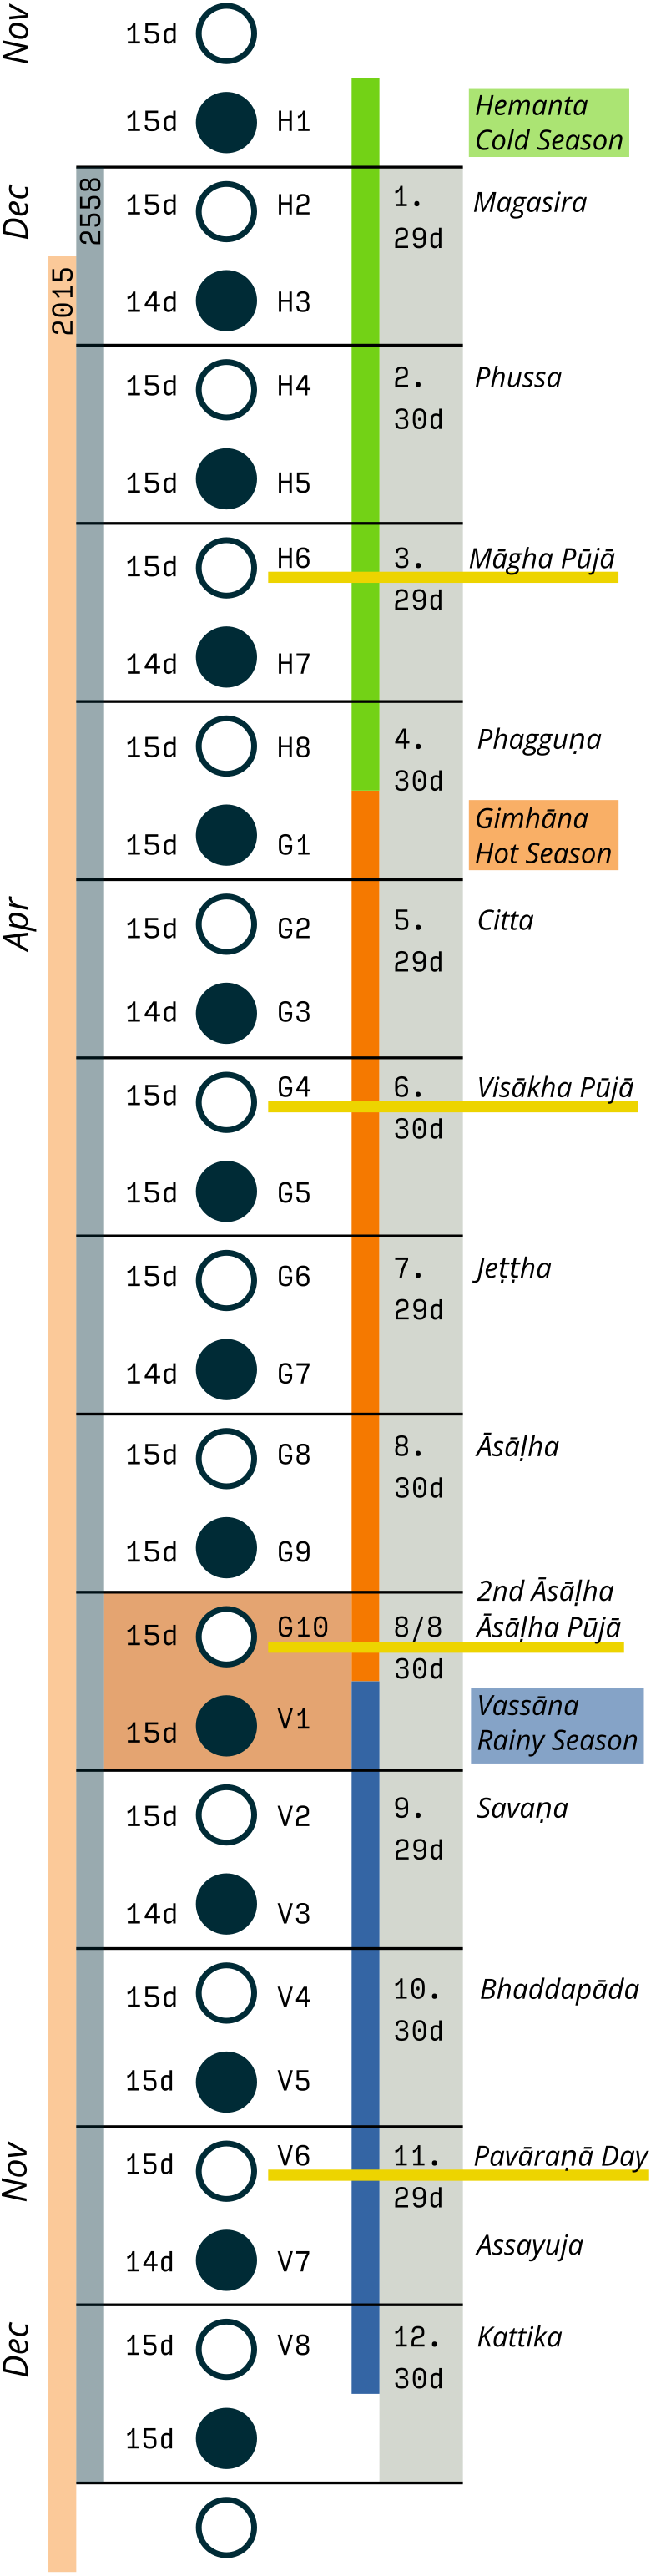 Nov
15d
15d H1
Hemanta
Cold Season
Dec
2558
15d H2
1.
29d
Magasira
2015
14d H3
15d H4
2.
30d
Phussa
15d H5
15d H6
3.
29d
Māgha Pūjā
14d H7
15d H8
4.
30d
Phagguṇa
15d G1
Gimhāna
Hot Season
Apr
15d G2
5.
29d
Citta
14d G3
15d G4
6.
30d
Visākha Pūjā
15d G5
15d G6
7.
29d
Jeṭṭha
14d G7
15d G8
8.
30d
Āsāḷha
15d G9
2nd Āsāḷha
15d G10
8/8
30d
Āsāḷha Pūjā
15d V1
Vassāna
Rainy Season
15d V2
9.
29d
Savaṇa
14d V3
15d V4
10.
30d
Bhaddapāda
15d V5
Nov
15d V6
11.
29d
Pavāraṇā Day
14d V7
Assayuja
Dec
15d V8
12.
30d
Kattika
15d